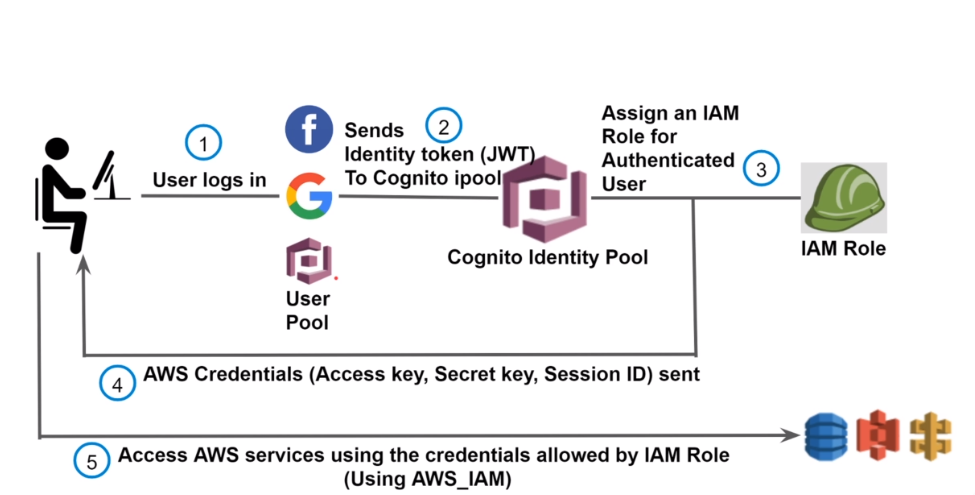 1
User logs in
f
G
User
Pool
Sends
2
Identity token (JWT)
To Cognito ipool
Cognito Identity Pool
Assign an IAM
Role for
Authenticated
User
3
IAM Role
4
AWS Credentials (Access key, Secret key, Session ID) sent
5
Access AWS services using the credentials allowed by IAM Role
(Using AWS_IAM)